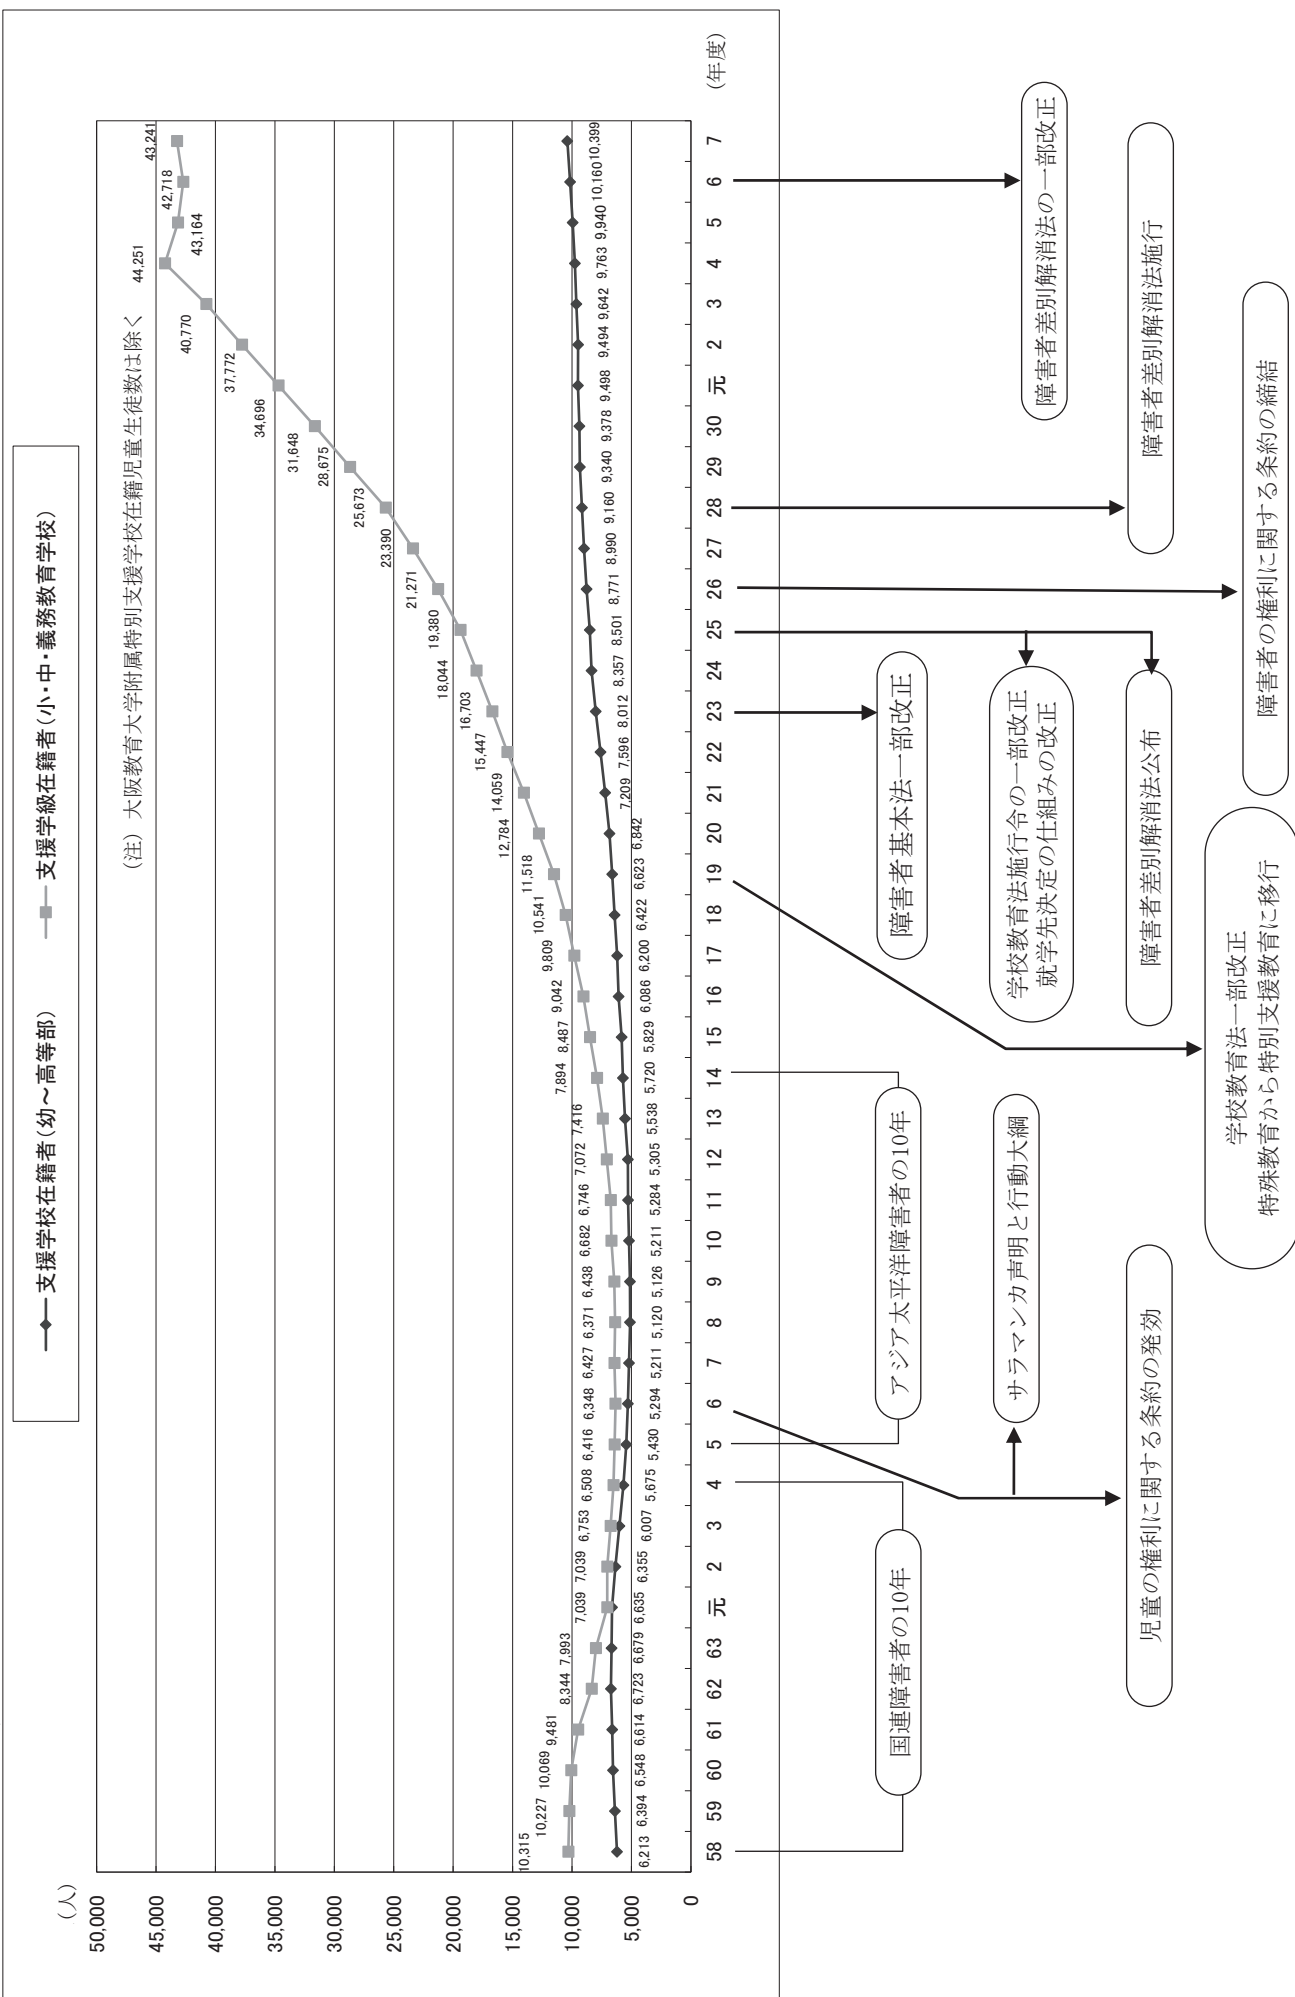 支援学校在籍者(幼～高等部)
支援学級在籍者(小・中・義務教育学校)
(人)
(注) 大阪教育大学附属特別支援学校在籍児童生徒数は除く
50,000
45,000
40,000
35,000
30,000
25,000
20,000
15,000
10,000
5,000
0
10,315 10,227 10,069 9,481 8,344 7,993 7,039 7,039 6,753 6,508 6,416 6,348 6,427 6,371 6,438 6,682 6,746 7,072 7,416 7,894 8,487 9,042 9,809 10,541 11,518 12,784 14,059 15,447 16,703 18,044 19,380 21,271 23,390 25,673 28,675 31,648 34,696 37,772 40,770 44,251 43,164 42,718 43,241
6,213 6,394 6,548 6,614 6,723 6,679 6,635 6,355 6,007 5,675 5,430 5,294 5,211 5,120 5,126 5,211 5,284 5,305 5,538 5,720 5,829 6,086 6,200 6,422 6,623 6,842 7,209 7,596 8,012 8,357 8,501 8,771 8,990 9,160 9,340 9,378 9,498 9,494 9,642 9,763 9,940 10,160 10,399
58 59 60 61 62 63 元 2 3 4 5 6 7 8 9 10 11 12 13 14 15 16 17 18 19 20 21 22 23 24 25 26 27 28 29 30 元 2 3 4 5 6 7 (年度)
国連障害者の10年
アジア太平洋障害者の10年
障害者基本法一部改正
サラマンカ声明と行動大綱
学校教育法施行令の一部改正
就学先決定の仕組みの改正
障害者差別解消法の一部改正
児童の権利に関する条約の発効
障害者差別解消法公布
障害者差別解消法施行
学校教育法一部改正
特殊教育から特別支援教育に移行
障害者の権利に関する条約の締結